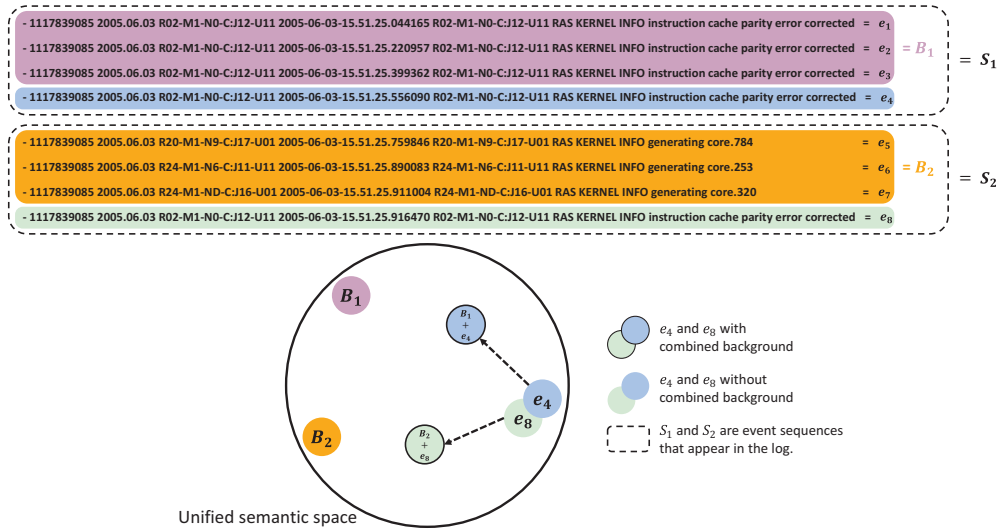 - 1117839085 2005.06.03 R02-M1-N0-C:J12-U11 2005-06-03-15.51.25.044165 R02-M1-N0-C:J12-U11 RAS KERNEL INFO instruction cache parity error corrected = e₁
- 1117839085 2005.06.03 R02-M1-N0-C:J12-U11 2005-06-03-15.51.25.220957 R02-M1-N0-C:J12-U11 RAS KERNEL INFO instruction cache parity error corrected = e₂ = B₁
- 1117839085 2005.06.03 R02-M1-N0-C:J12-U11 2005-06-03-15.51.25.399362 R02-M1-N0-C:J12-U11 RAS KERNEL INFO instruction cache parity error corrected = e₃
= S₁
- 1117839085 2005.06.03 R02-M1-N0-C:J12-U11 2005-06-03-15.51.25.556090 R02-M1-N0-C:J12-U11 RAS KERNEL INFO instruction cache parity error corrected = e₄
- 1117839085 2005.06.03 R20-M1-N9-C:J17-U01 2005-06-03-15.51.25.759846 R20-M1-N9-C:J17-U01 RAS KERNEL INFO generating core.784 = e₅
- 1117839085 2005.06.03 R24-M1-N6-C:J11-U11 2005-06-03-15.51.25.890083 R24-M1-N6-C:J11-U11 RAS KERNEL INFO generating core.253 = e₆ = B₂
= S₂
- 1117839085 2005.06.03 R24-M1-ND-C:J16-U01 2005-06-03-15.51.25.911004 R24-M1-ND-C:J16-U01 RAS KERNEL INFO generating core.320 = e₇
- 1117839085 2005.06.03 R02-M1-N0-C:J12-U11 2005-06-03-15.51.25.916470 R02-M1-N0-C:J12-U11 RAS KERNEL INFO instruction cache parity error corrected = e₈
B₁
B₁
+
e₄
e₄
e₈
B₂
B₂
+
e₈
Unified semantic space
e₄ and e₈ with
combined background
e₄ and e₈ without
combined background
S₁ and S₂ are event sequences
that appear in the log.